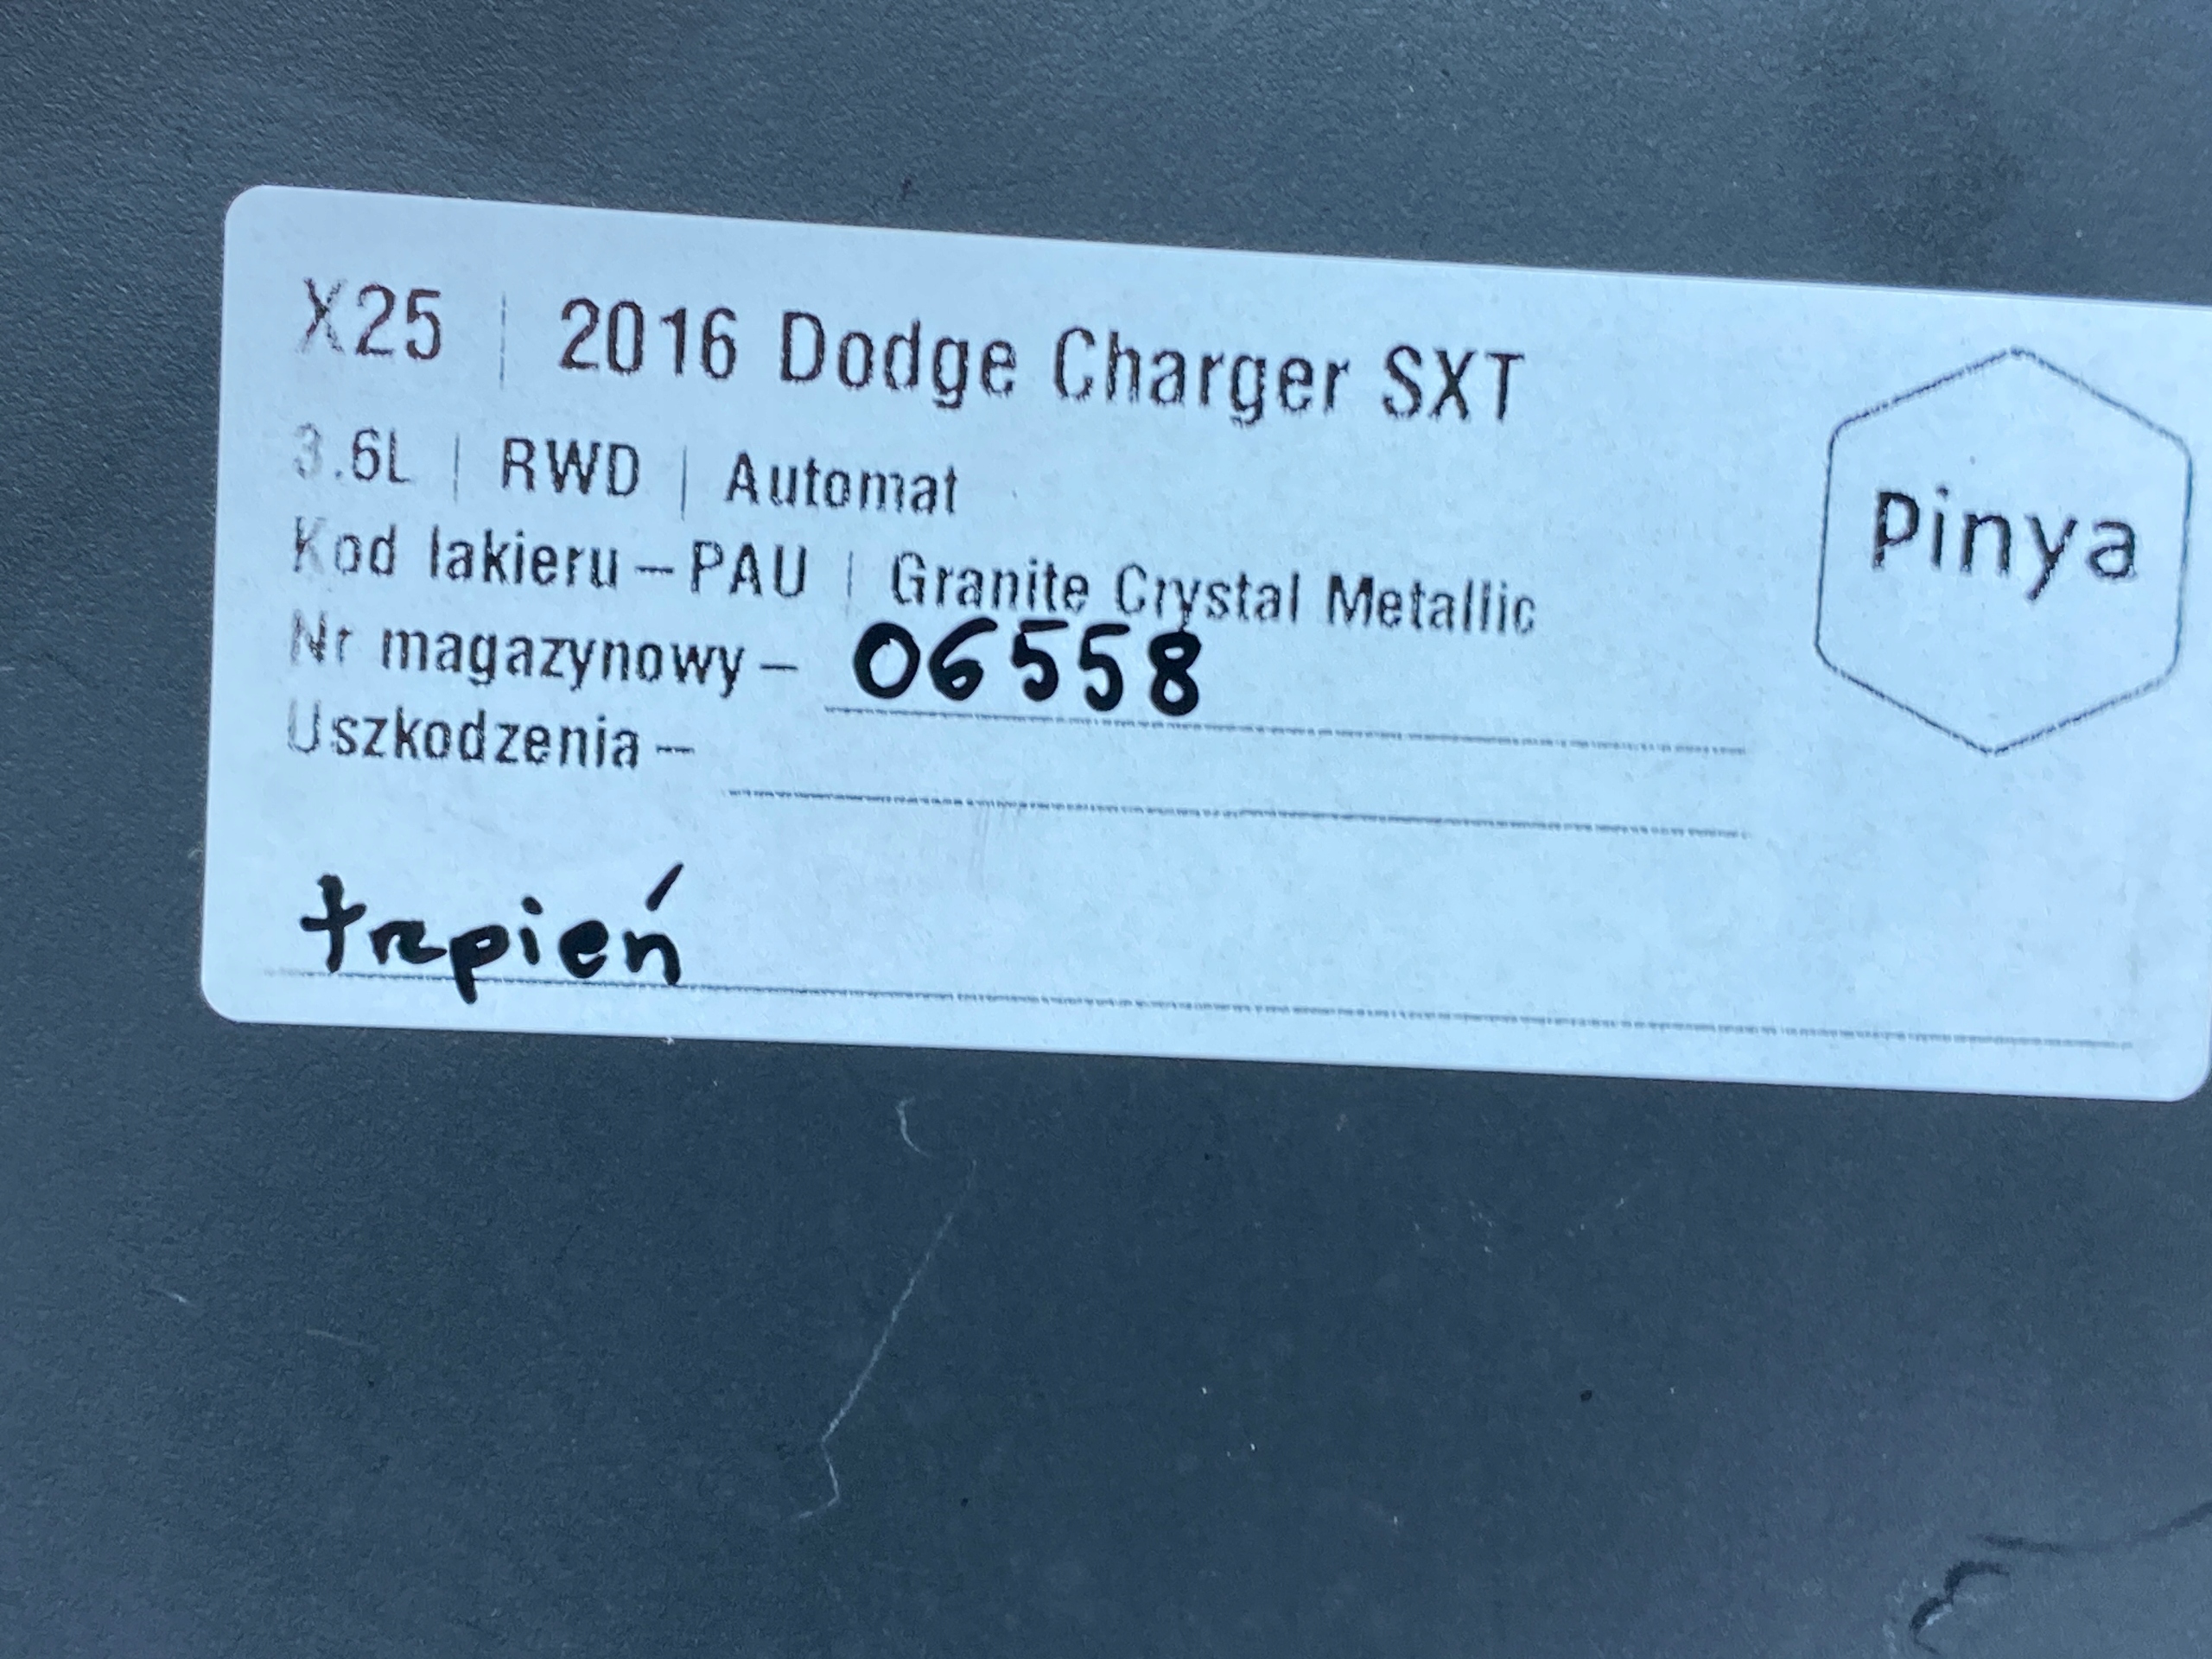 X25 | 2016 Dodge Charger SXT
3.6L | RWD | Automat
Kod lakieru – PAU | Granite Crystal Metallic
Nr magazynowy – 06558
Uszkodzenia –
trzpień
Pinya